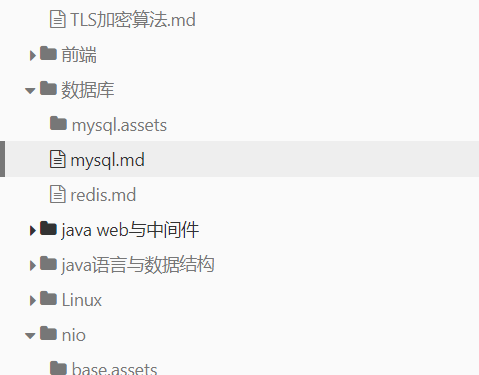 TLS加密算法.md
前端
数据库
mysql.assets
mysql.md
redis.md
java web与中间件
java语言与数据结构
Linux
nio
base.assets